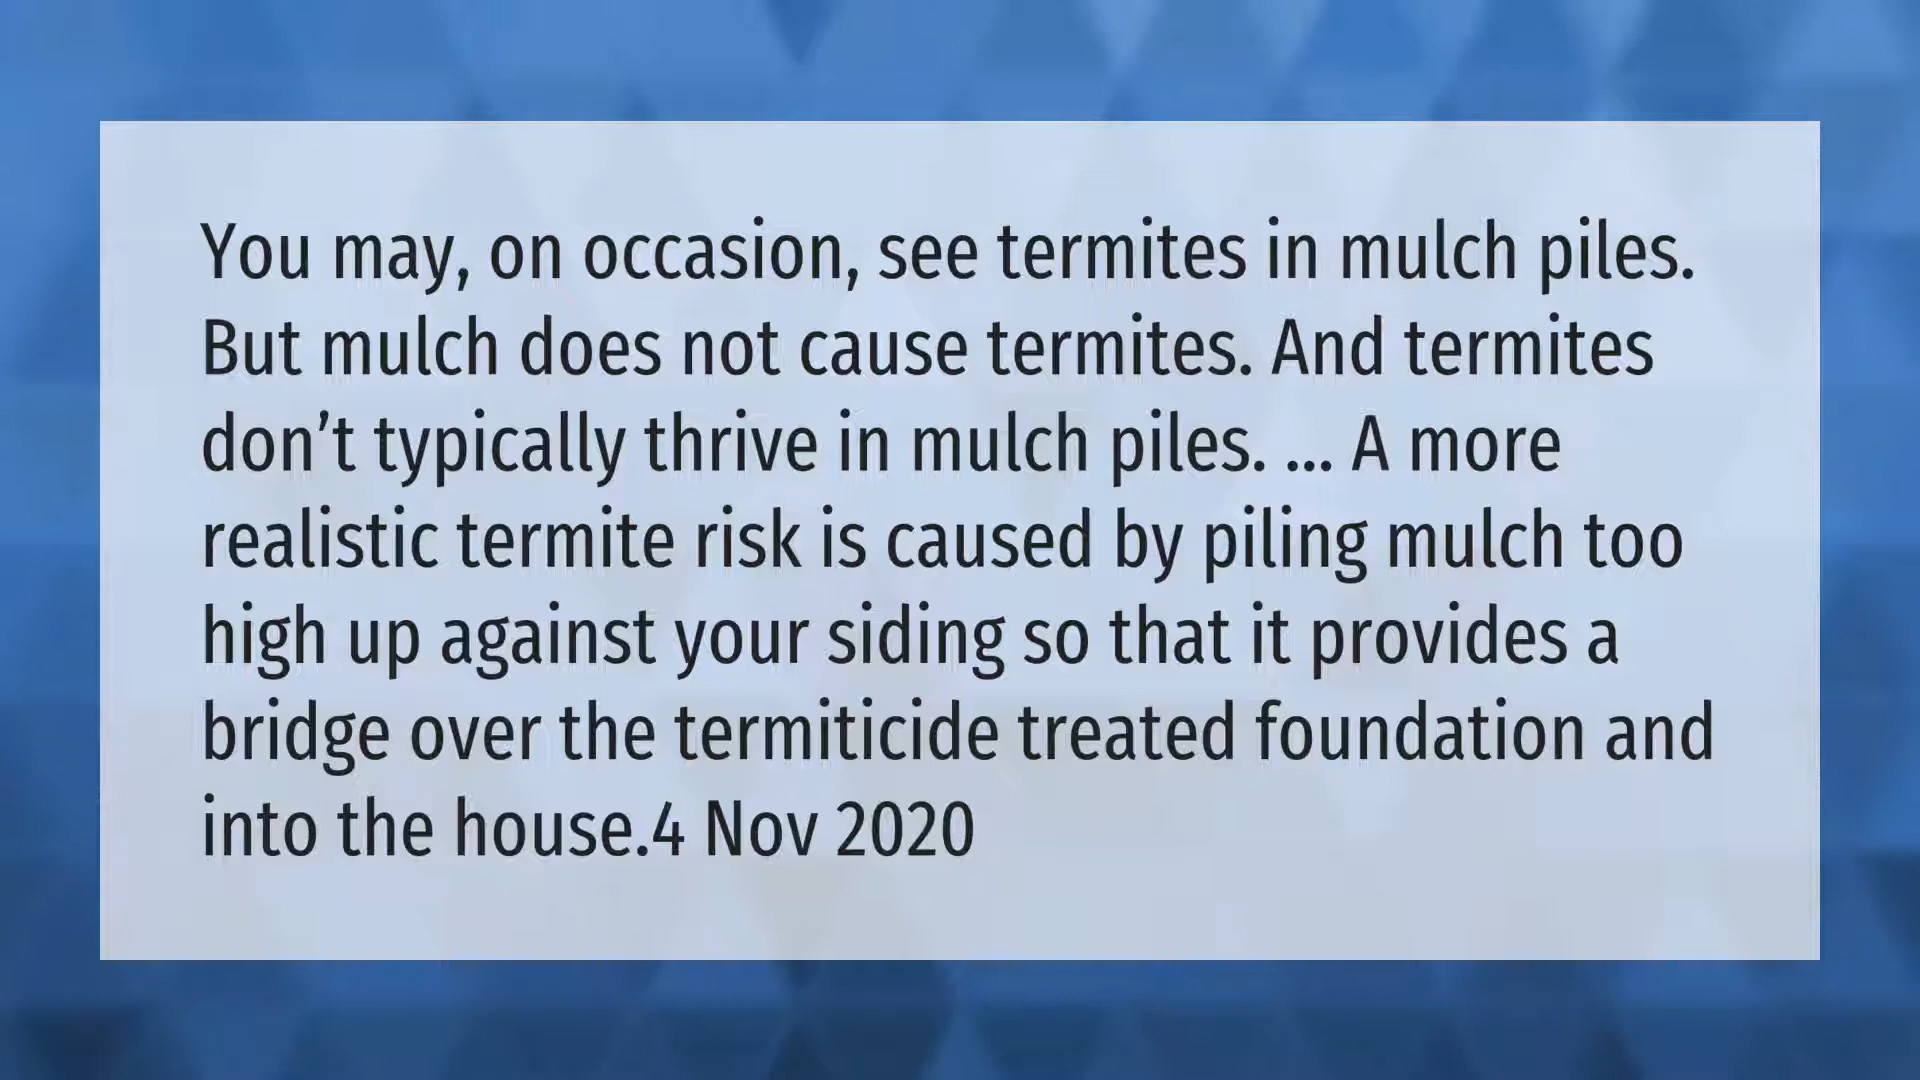 You may, on occasion, see termites in mulch piles.
But mulch does not cause termites. And termites
don’t typically thrive in mulch piles. ... A more
realistic termite risk is caused by piling mulch too
high up against your siding so that it provides a
bridge over the termiticide treated foundation and
into the house.4 Nov 2020